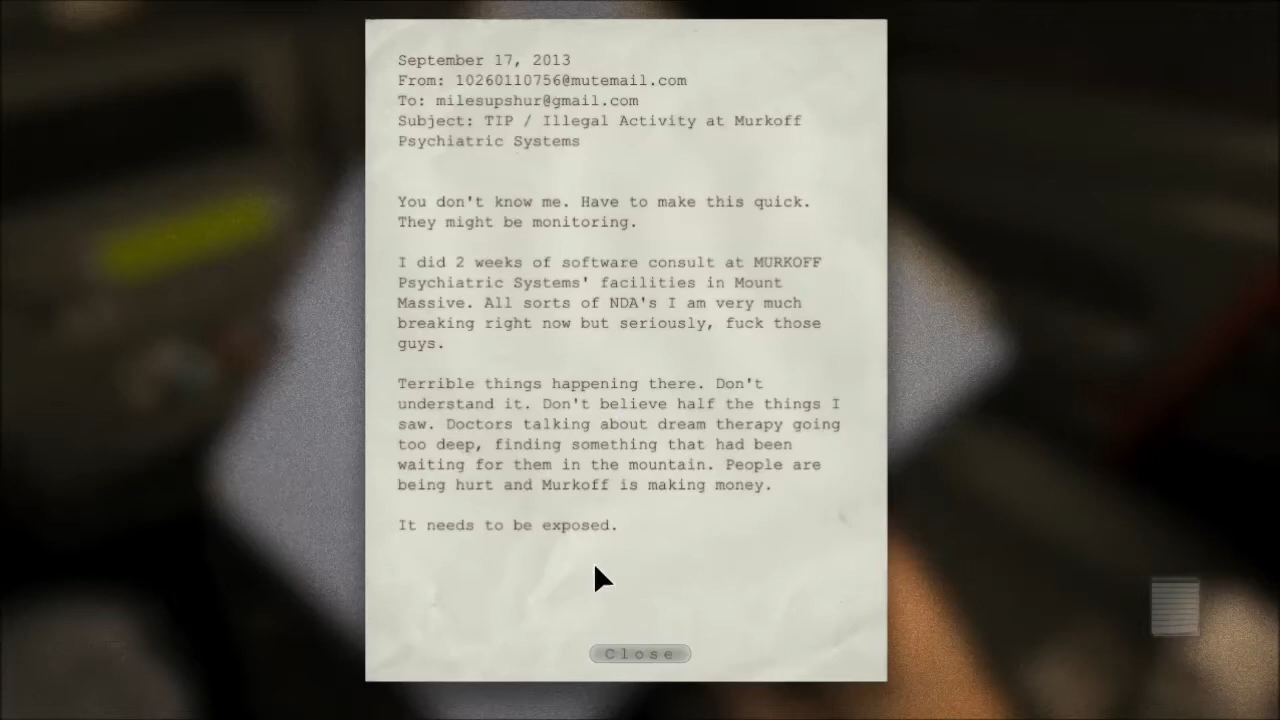 September 17, 2013
From: 10260110756@mutemail.com
To: milesupshur@gmail.com
Subject: TIP / Illegal Activity at Murkoff
Psychiatric Systems
You don't know me. Have to make this quick.
They might be monitoring.
I did 2 weeks of software consult at MURKOFF
Psychiatric Systems' facilities in Mount
Massive. All sorts of NDA's I am very much
breaking right now but seriously, fuck those
guys.
Terrible things happening there. Don't
understand it. Don't believe half the things I
saw. Doctors talking about dream therapy going
too deep, finding something that had been
waiting for them in the mountain. People are
being hurt and Murkoff is making money.
It needs to be exposed.
Close